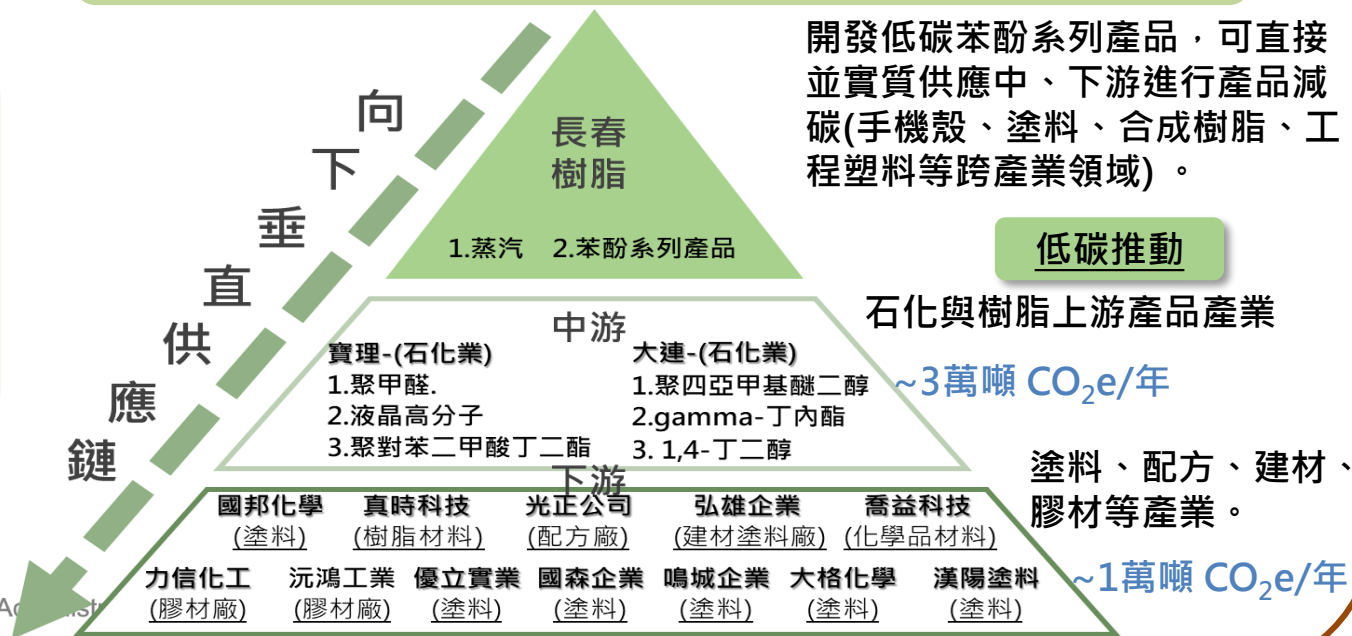 開發低碳苯酚系列產品，可直接
並實質供應中、下游進行產品減
碳(手機殼、塗料、合成樹脂、工
程塑料等跨產業領域) 。
向下垂直供應鏈
長春
樹脂
1.蒸汽 2.苯酚系列產品
低碳推動
石化與樹脂上游產品產業
~3萬噸 CO₂e/年
中游
寶理-(石化業)
1.聚甲醛.
2.液晶高分子
3.聚對苯二甲酸丁二酯
大連-(石化業)
1.聚四亞甲基醚二醇
2.gamma-丁內酯
3. 1,4-丁二醇
塗料、配方、建材、
膠材等產業。
~1萬噸 CO₂e/年
下游
國邦化學 真時科技 光正公司 弘雄企業 喬益科技
(塗料) (樹脂材料) (配方廠) (建材塗料廠) (化學品材料)
力信化工 沅鴻工業 優立實業 國森企業 鳴城企業 大格化學 漢陽塗料
(膠材廠) (膠材廠) (塗料) (塗料) (塗料) (塗料) (塗料)